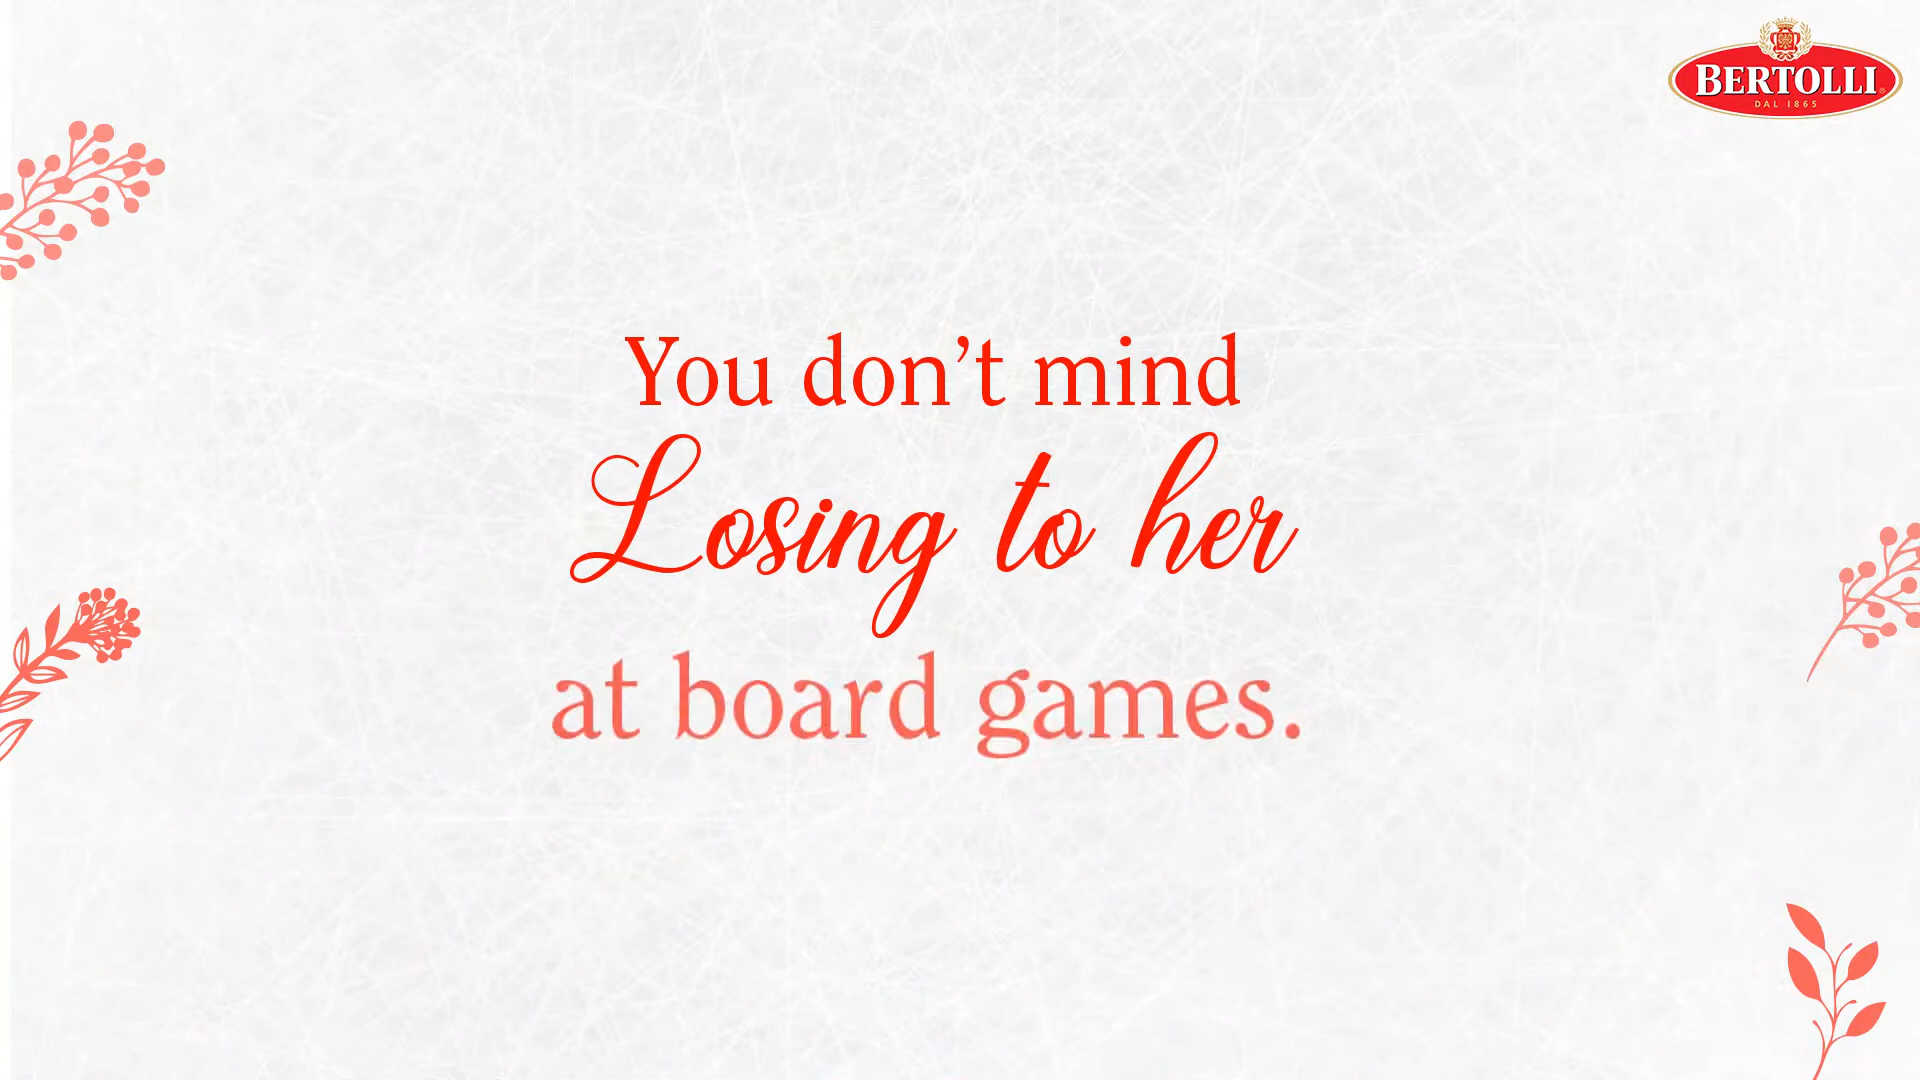 BERTOLLI
DAL 1865
You don’t mind
Losing to her
at board games.